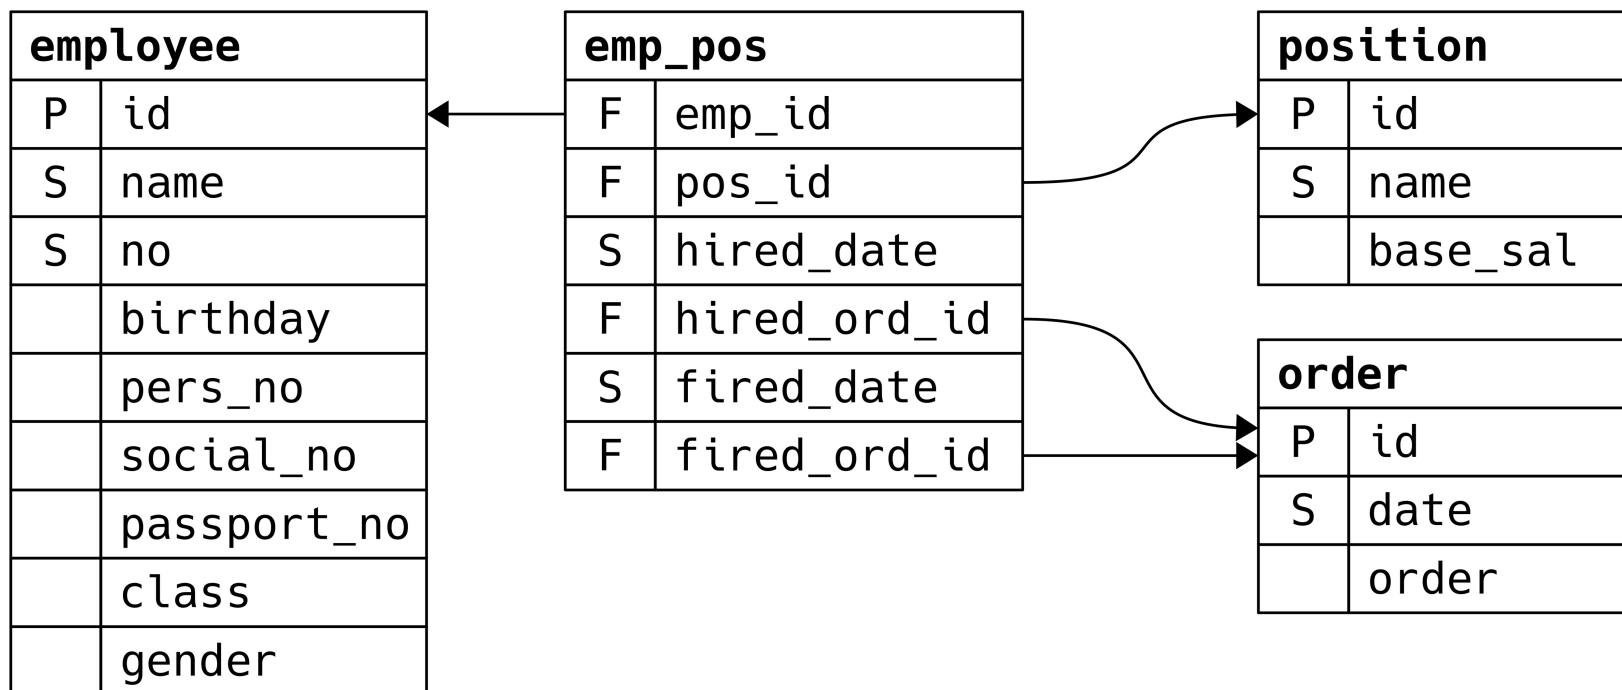 employee
P id
S name
S no
birthday
pers_no
social_no
passport_no
class
gender
emp_pos
F emp_id
F pos_id
S hired_date
F hired_ord_id
S fired_date
F fired_ord_id
position
P id
S name
base_sal
order
P id
S date
order